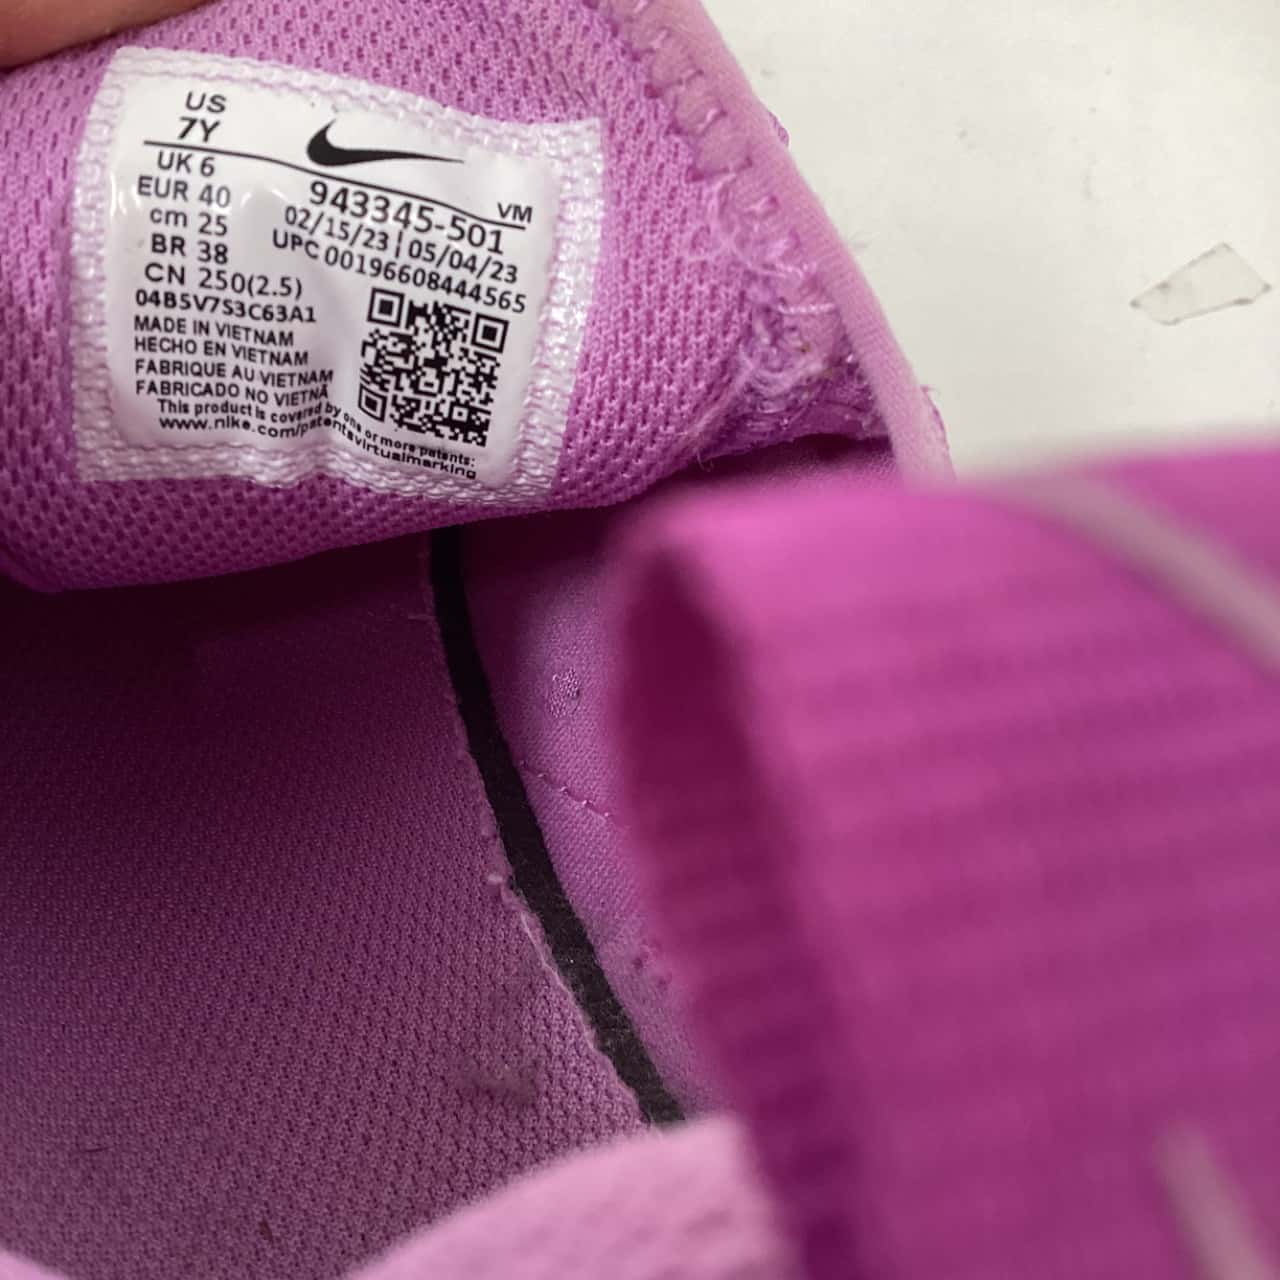 US
7Y
UK 6
EUR 40
cm 25
BR 38
CN 250(2.5)
04B5V7S3C63A1
VM
943345-501
02/15/23 | 05/04/23
UPC 00196608444565
MADE IN VIETNAM
HECHO EN VIETNAM
FABRIQUE AU VIETNAM
FABRICADO NO VIETNÃ
This product is covered by one or more patents:
www.nike.com/patentsvirtualmarking